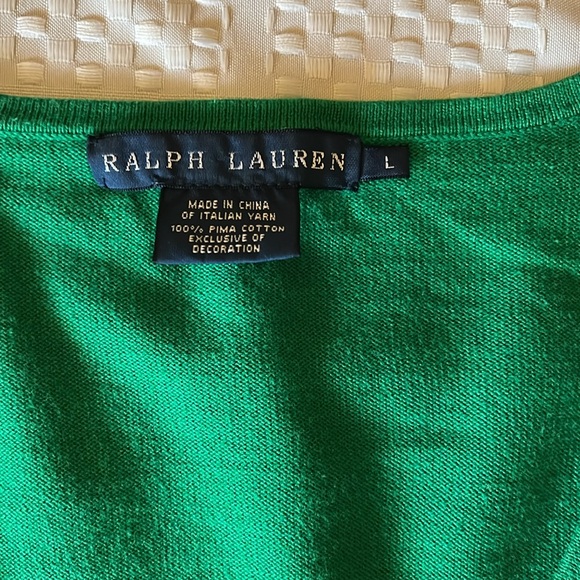 RALPH LAUREN
L
MADE IN CHINA
OF ITALIAN YARN
100% PIMA COTTON
EXCLUSIVE OF
DECORATION